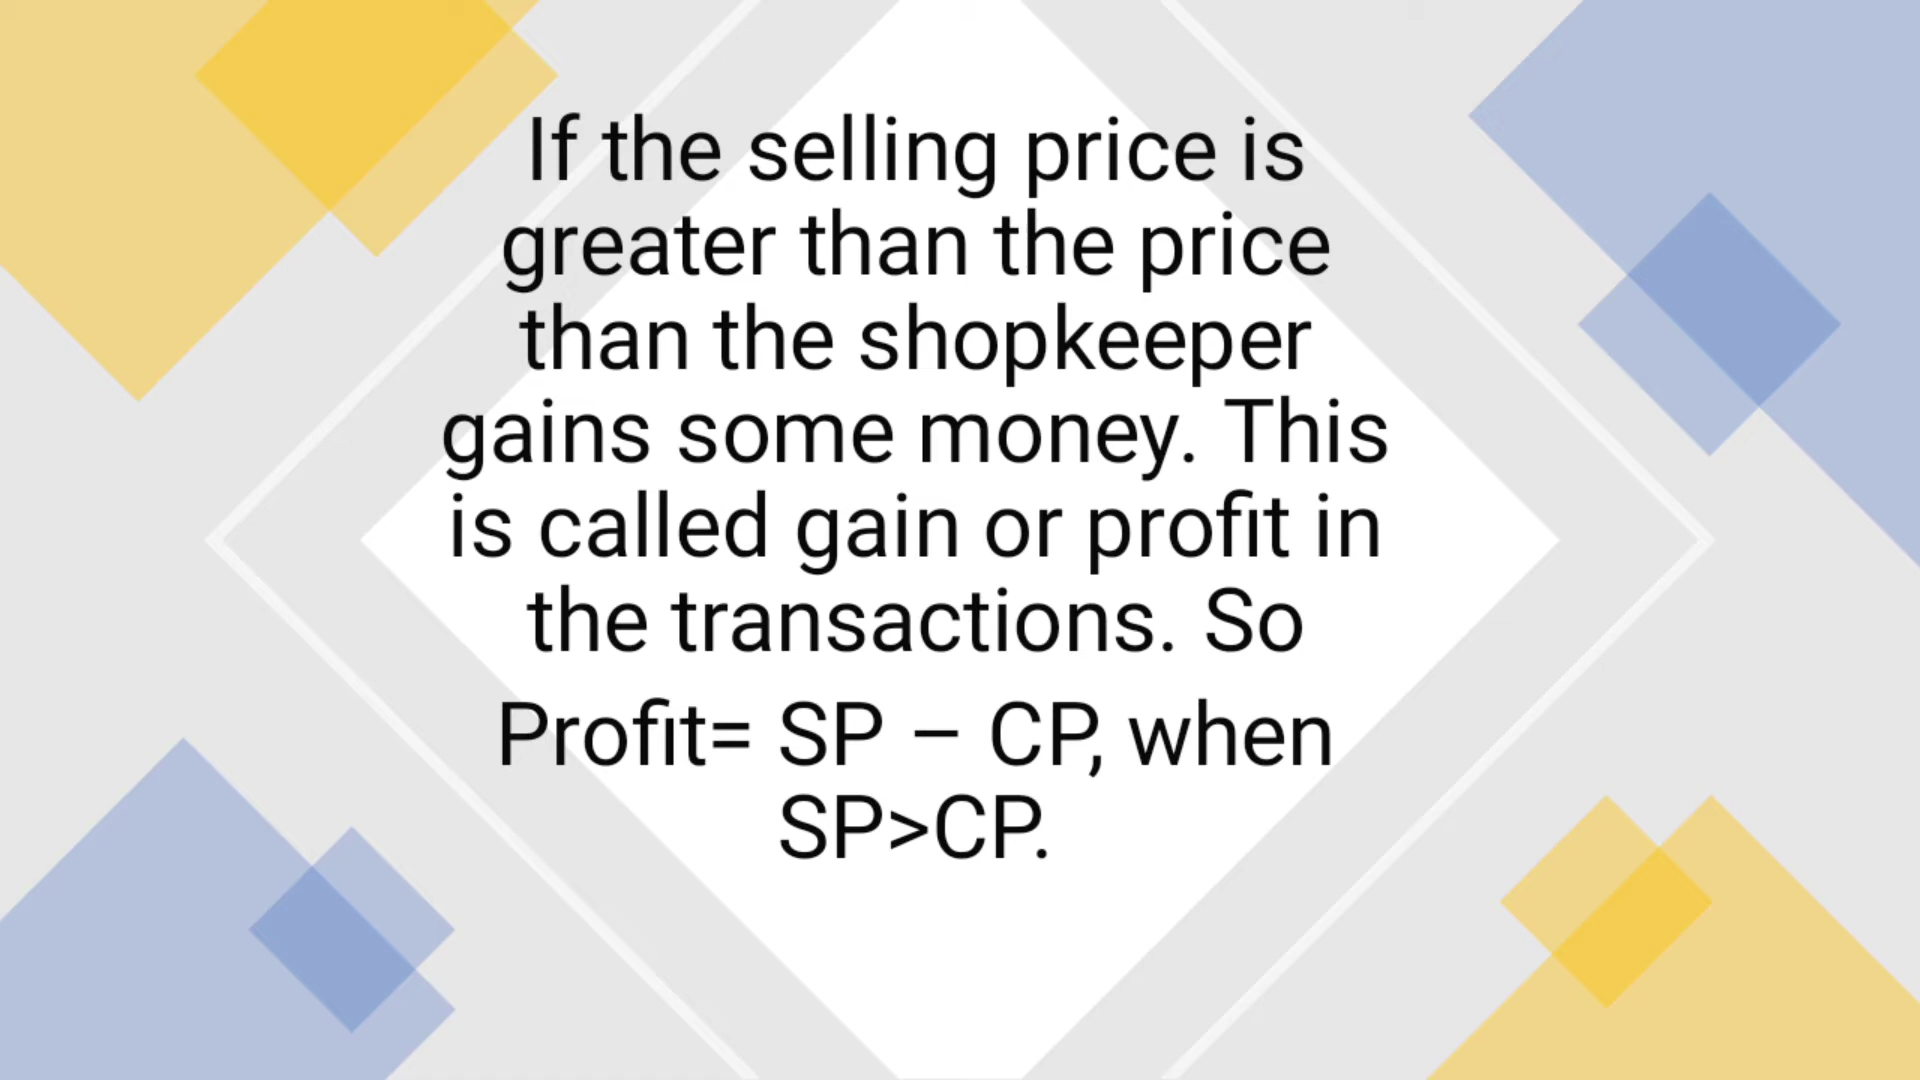 If the selling price is
greater than the price
than the shopkeeper
gains some money. This
is called gain or profit in
the transactions. So
Profit= SP – CP, when
SP>CP.